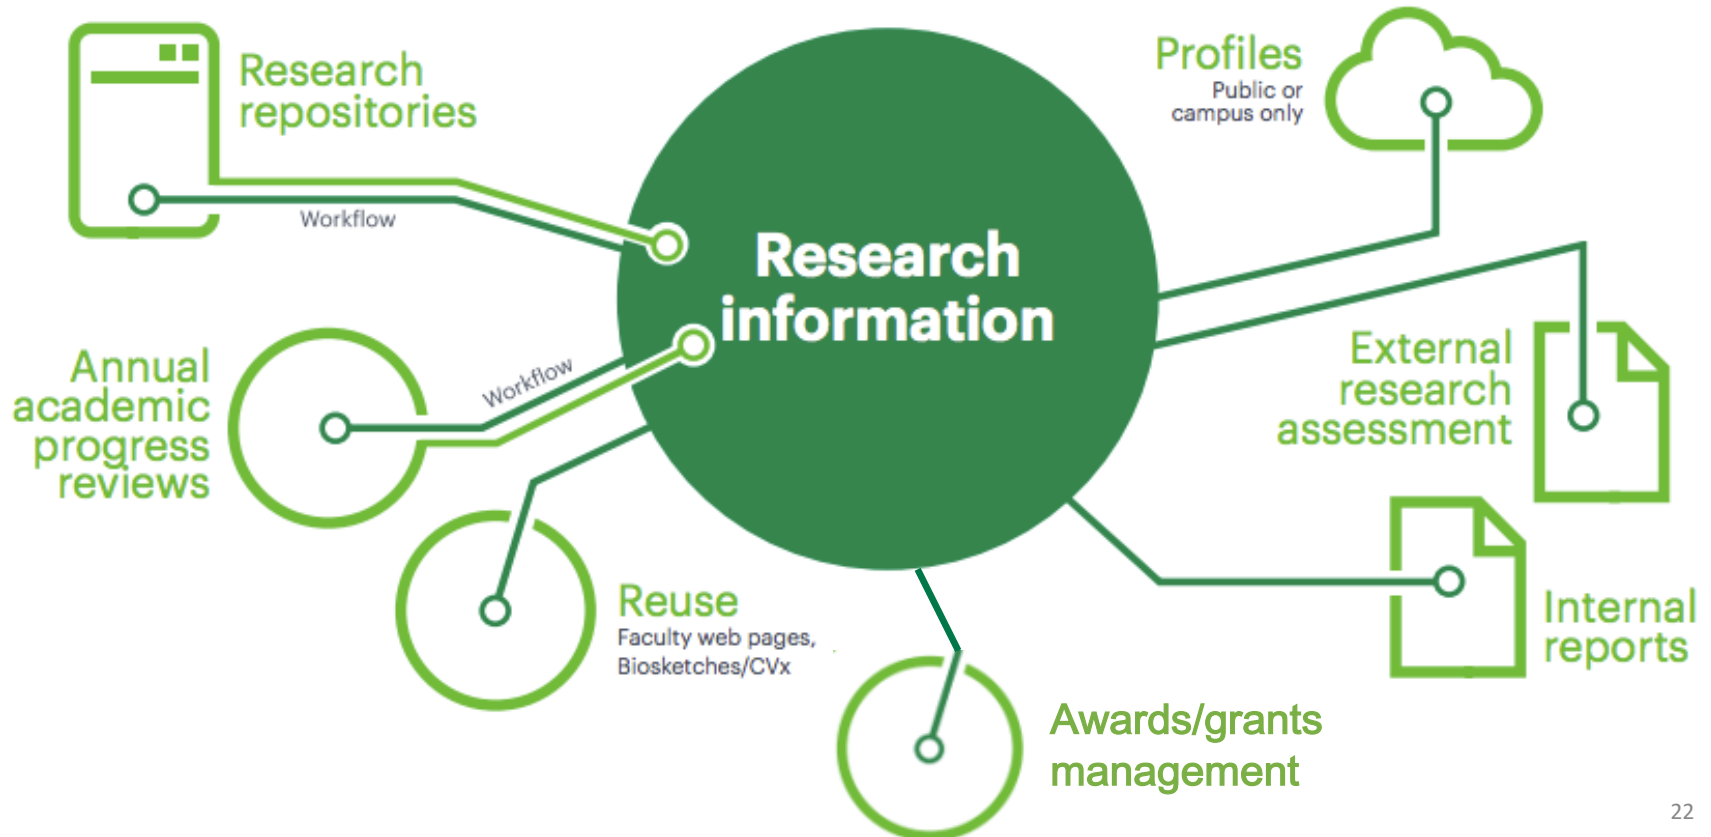 Research
repositories
Workflow
Profiles
Public or
campus only
Research
information
Annual
academic
progress
reviews
Workflow
External
research
assessment
Reuse
Faculty web pages,
Biosketches/CVx
Internal
reports
Awards/grants
management
22